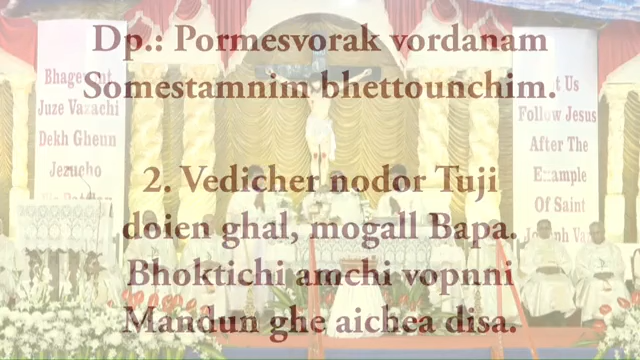 Dp.: Pormesvorak vordanam
Somestamnim bhettounchim.
2. Vedicher nodor Tuji
doien ghal, mogall Bapa.
Bhoktichi amchi vopnni
Mandun ghe aichea disa.
Juze Vazachi
Dekh Gheun
Jezucho
Us
Follow Jesus
After The
Example
Of Saint